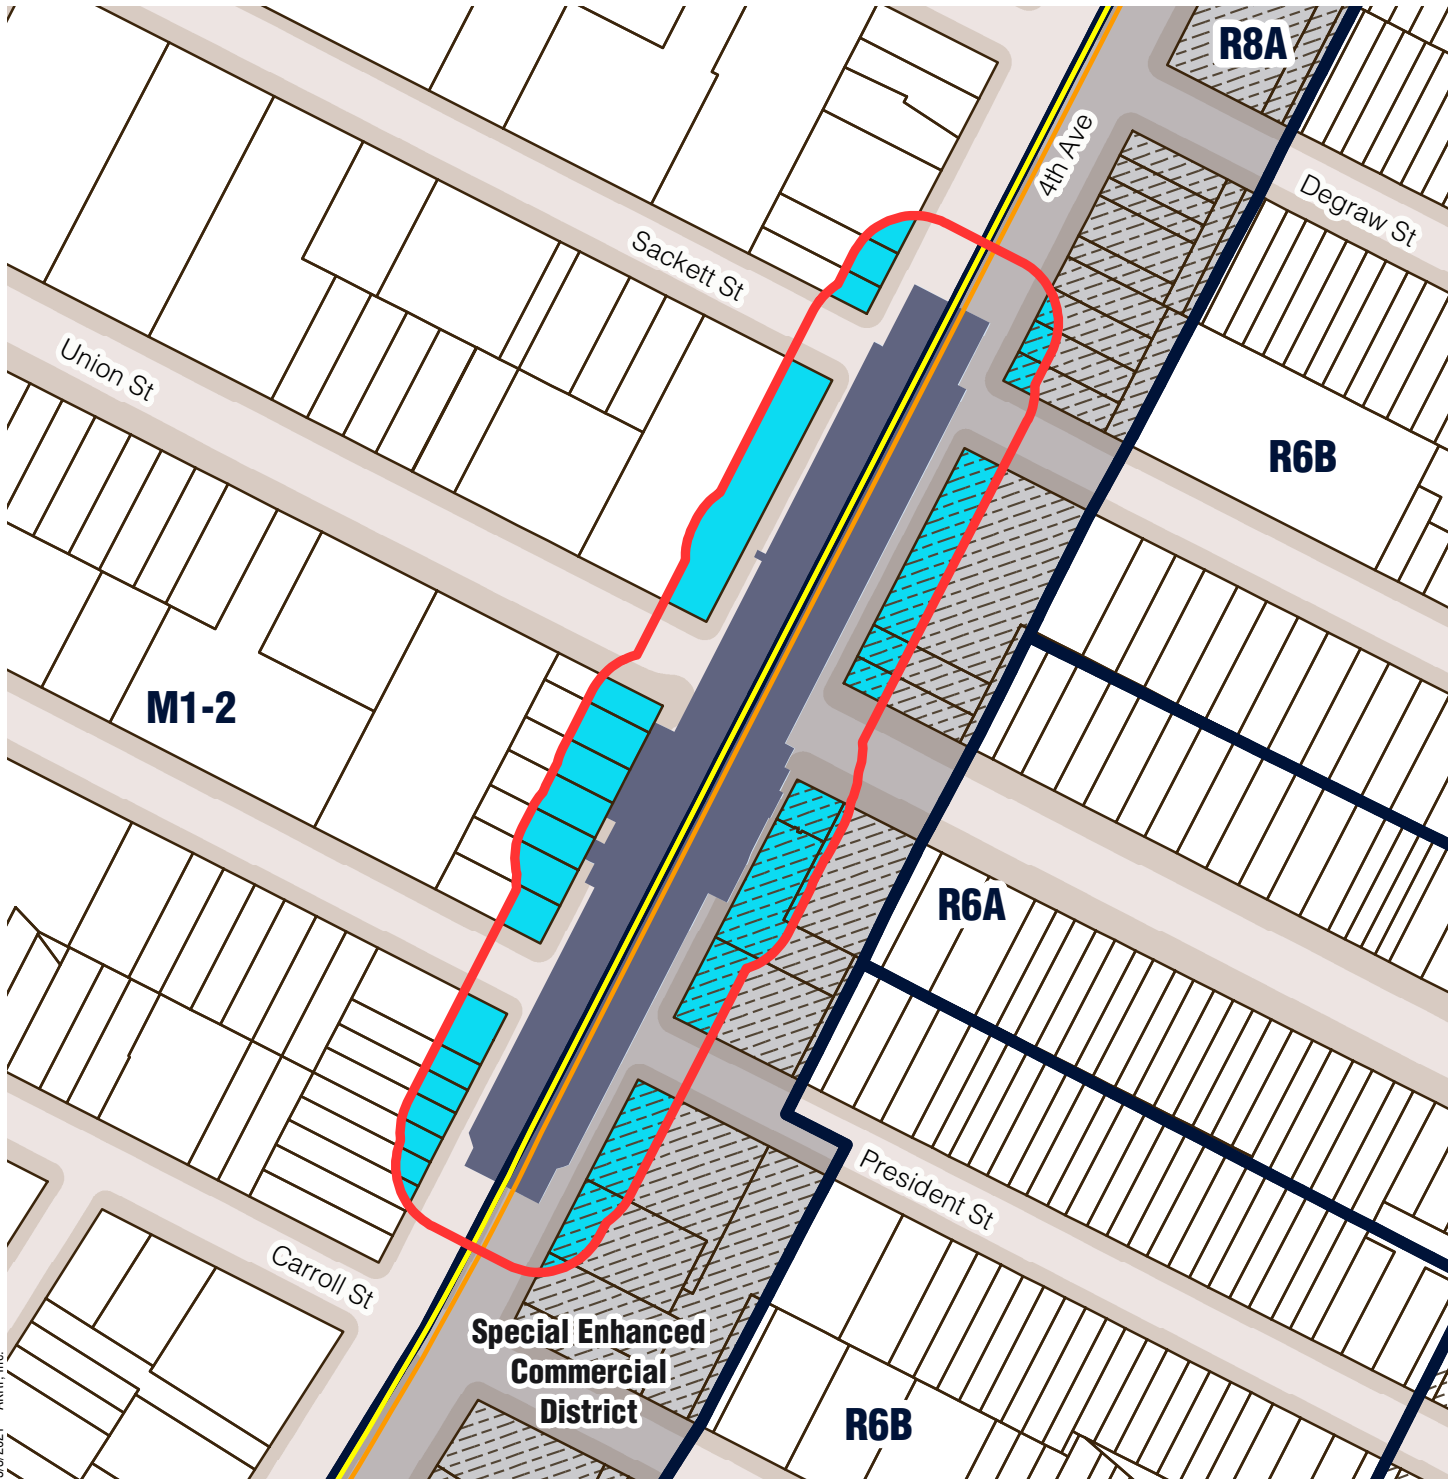 R8A
4th Ave
Degraw St
Sackett St
Union St
R6B
M1-2
R6A
President St
Carroll St
Special Enhanced
Commercial
District
R6B